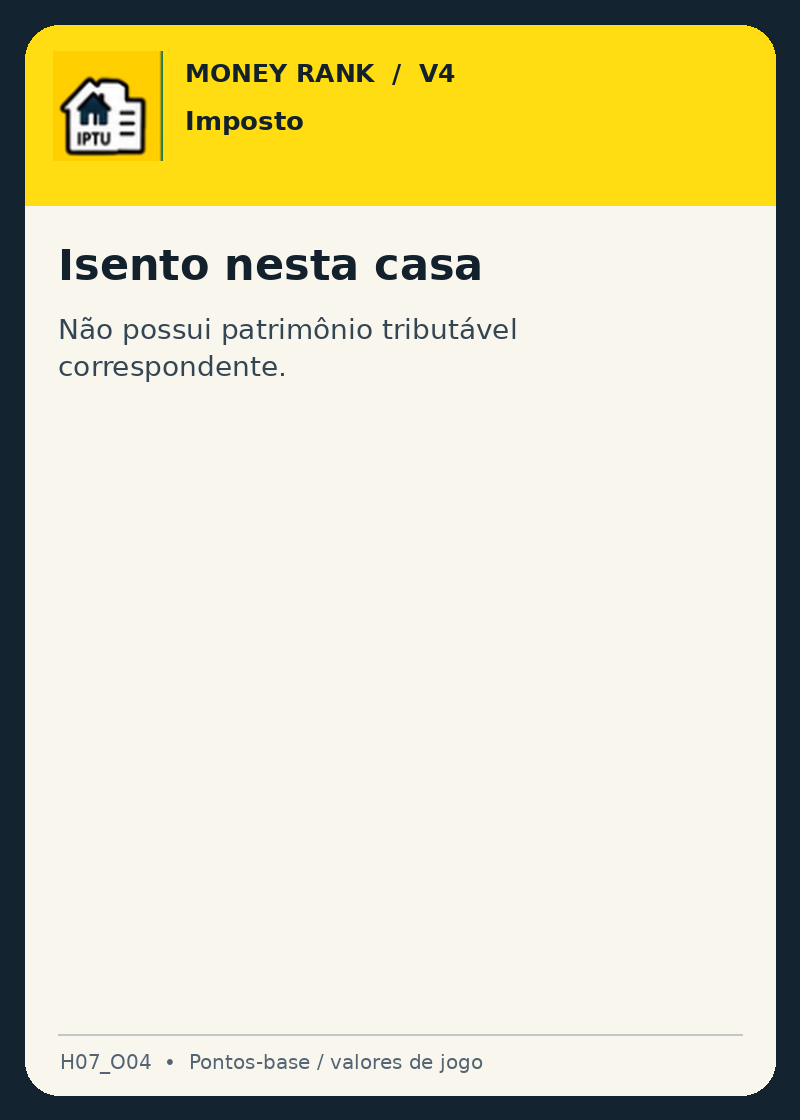 IPTU
MONEY RANK / V4
Imposto
Isento nesta casa
Não possui patrimônio tributável
correspondente.
H07_O04 • Pontos-base / valores de jogo